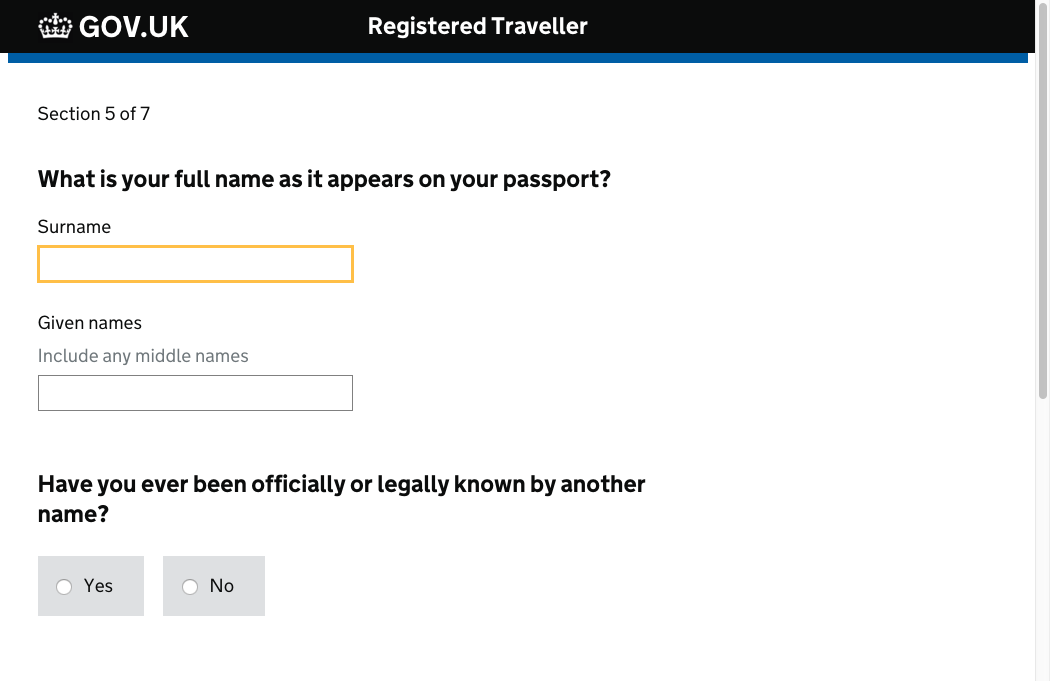 GOV.UK Registered Traveller
Section 5 of 7
What is your full name as it appears on your passport?
Surname
Given names
Include any middle names
Have you ever been officially or legally known by another
name?
Yes No